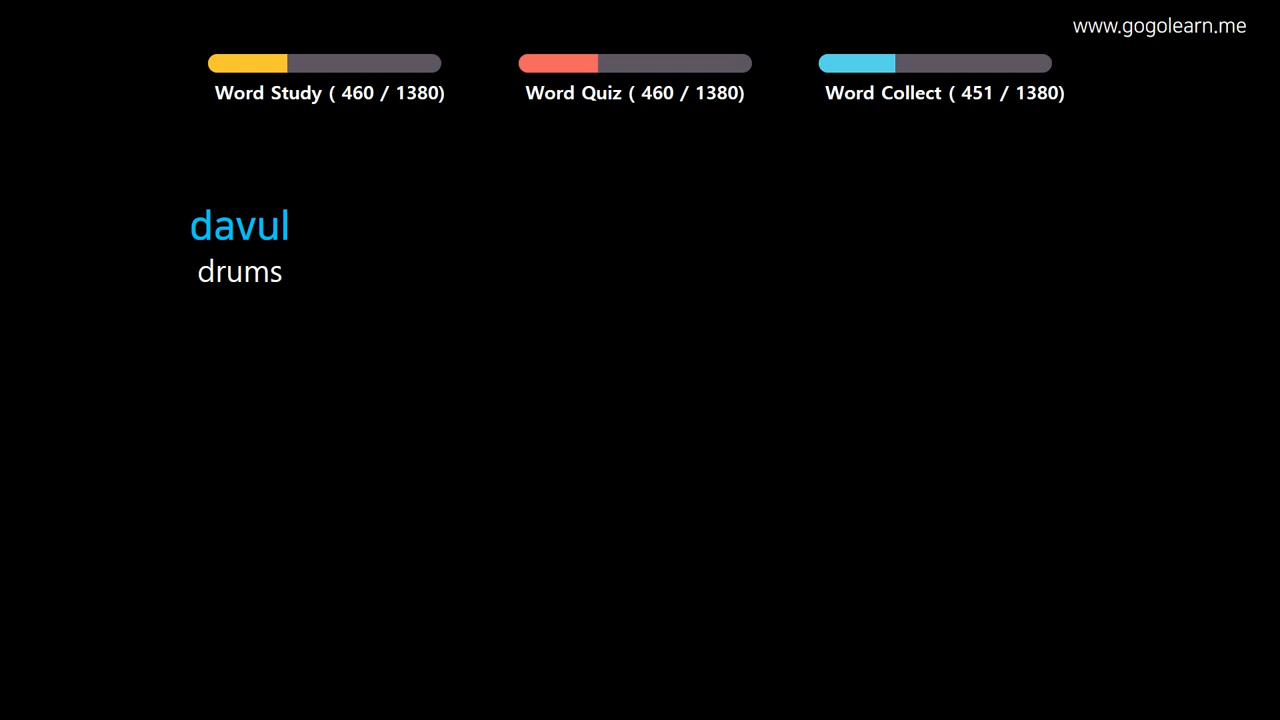 www.gogolearn.me
Word Study ( 460 / 1380)
Word Quiz ( 460 / 1380)
Word Collect ( 451 / 1380)
davul
drums